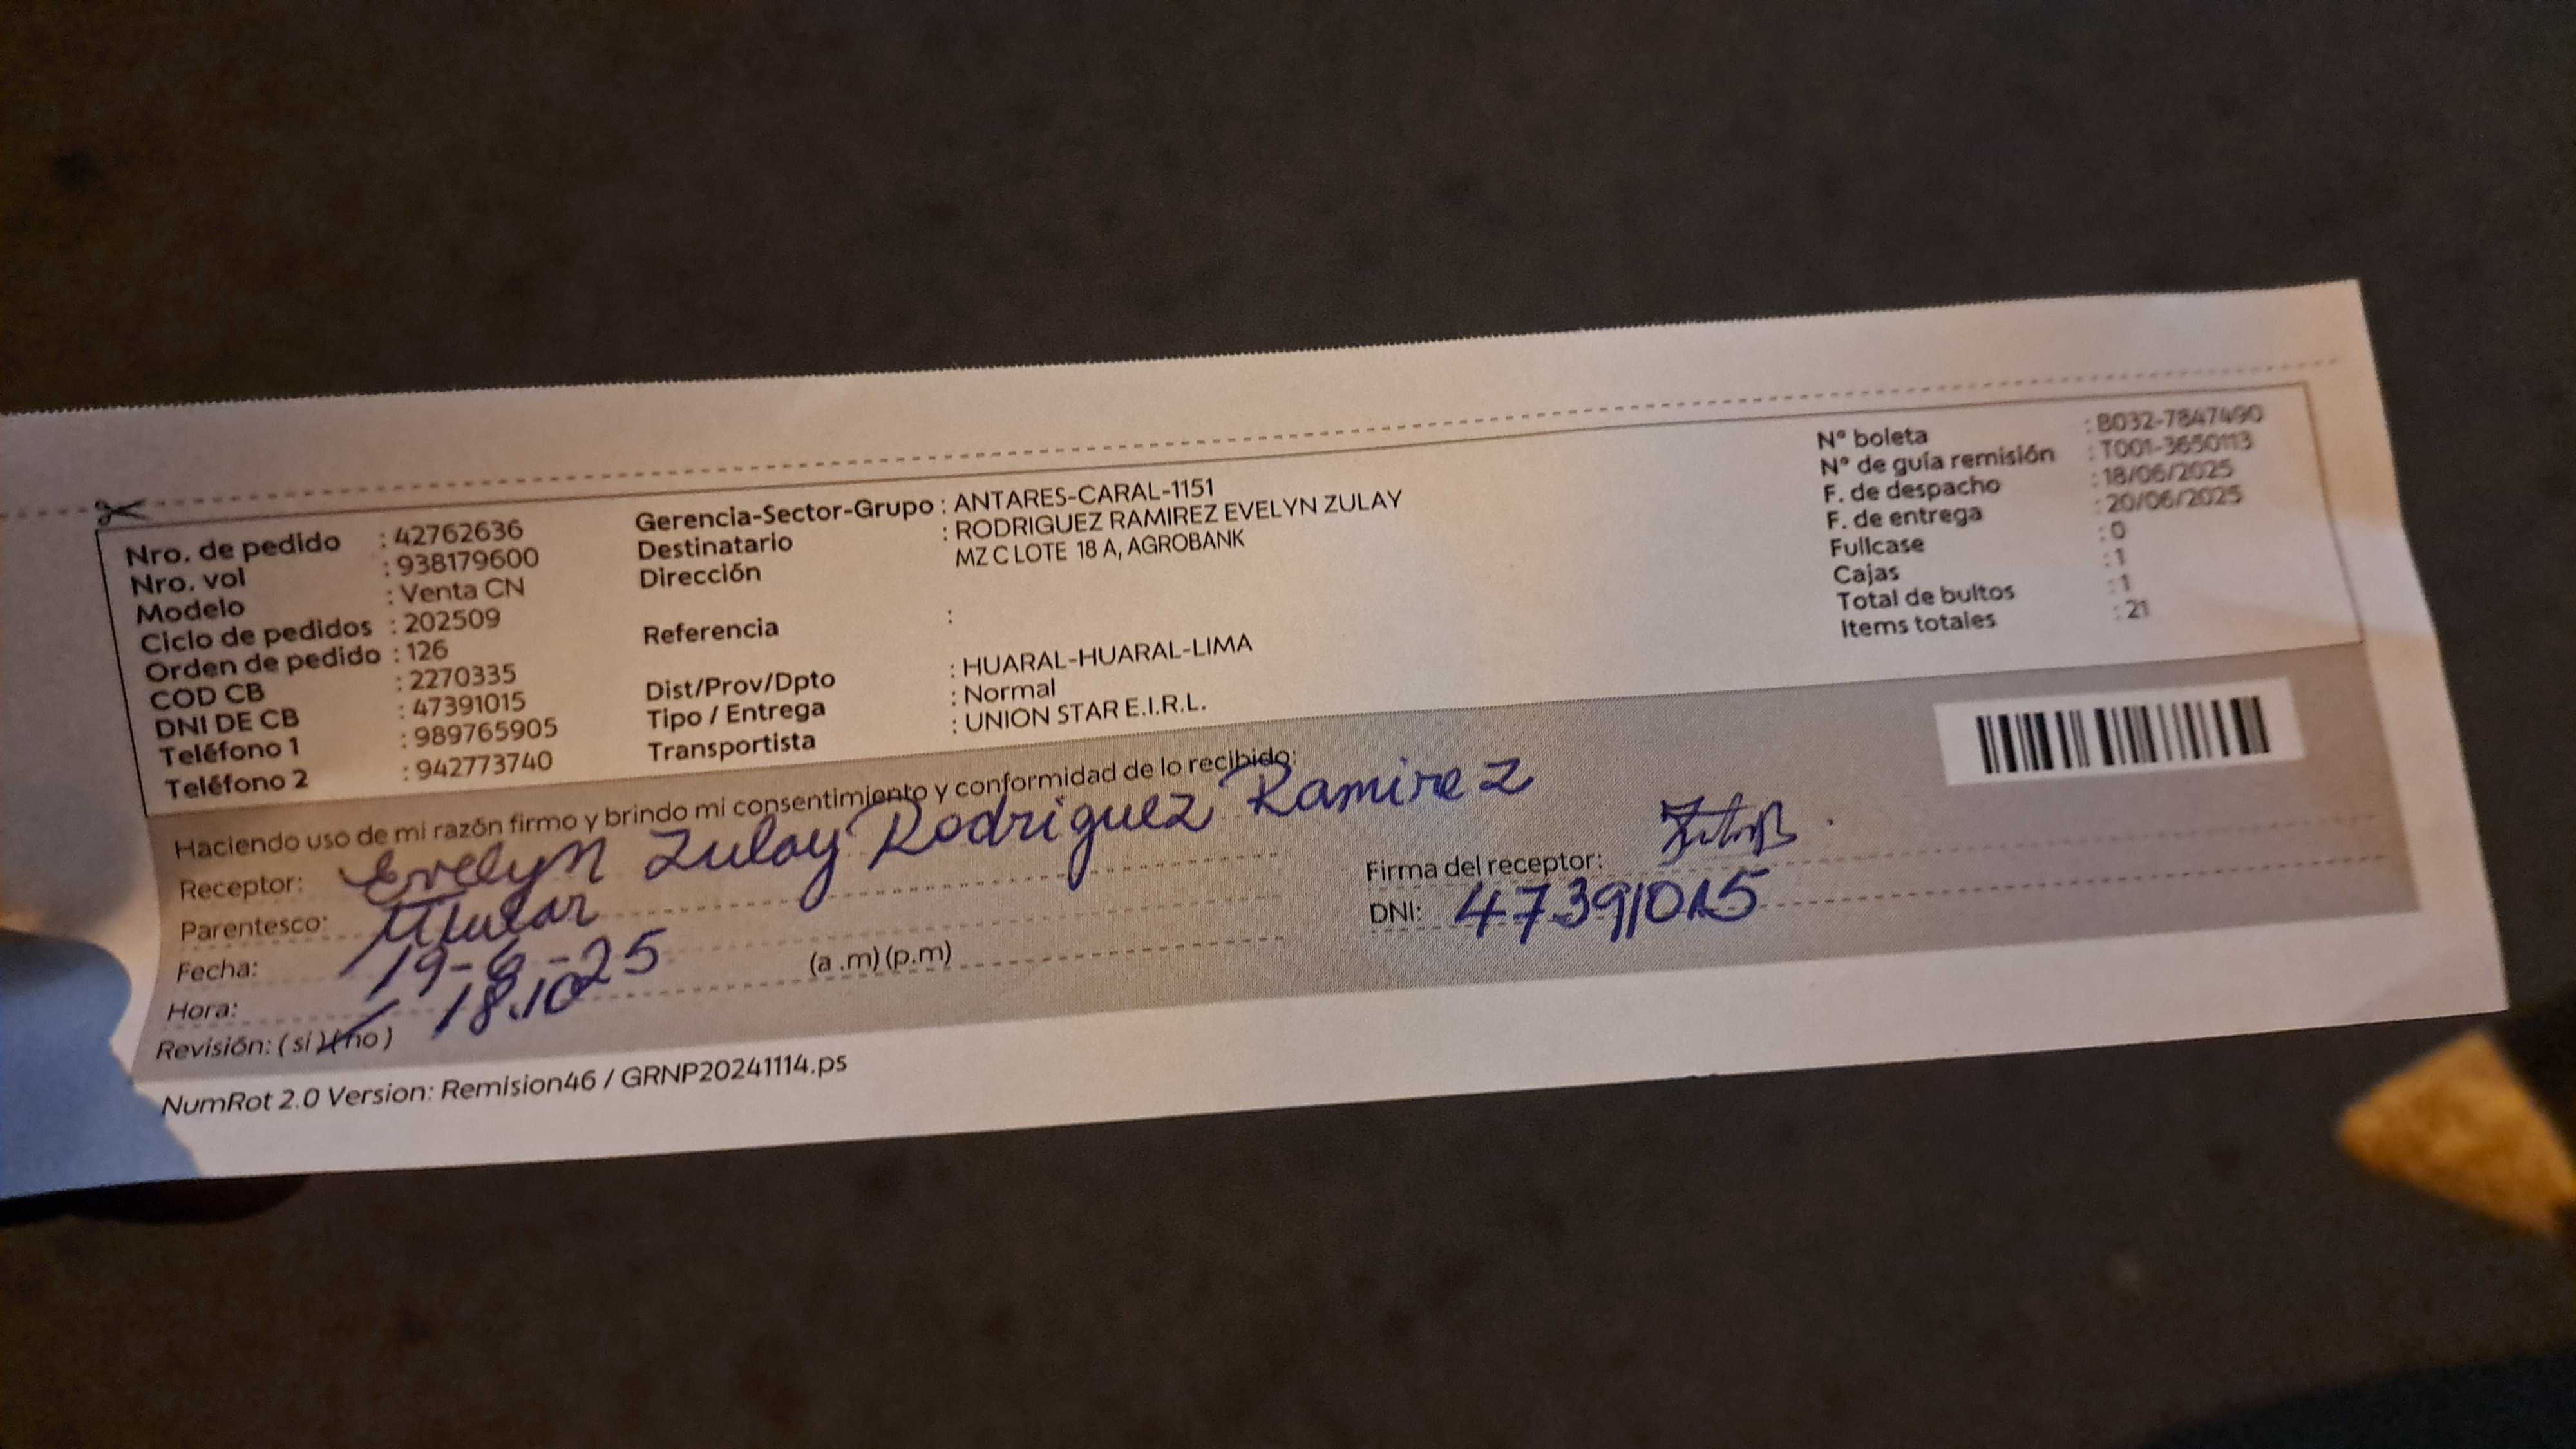 Nro. de pedido : 42762636
Nro. vol : 938179600
Modelo : Venta CN
Ciclo de pedidos : 202509
Orden de pedido : 126
COD CB : 2270335
DNI DE CB : 47391015
Teléfono 1 : 989765905
Teléfono 2 : 942773740
Gerencia-Sector-Grupo : ANTARES-CARAL-1151
Destinatario : RODRIGUEZ RAMIREZ EVELYN ZULAY
Dirección MZ C LOTE 18 A, AGROBANK
Referencia :
Dist/Prov/Dpto : HUARAL-HUARAL-LIMA
Tipo / Entrega : Normal
Transportista : UNION STAR E.I.R.L.
N° boleta : B032-7847490
N° de guía remisión : T001-3650113
F. de despacho : 18/06/2025
F. de entrega : 20/06/2025
Fullcase : 0
Cajas : 1
Total de bultos : 1
Items totales : 21
Haciendo uso de mi razón firmo y brindo mi consentimiento y conformidad de lo recibido:
Receptor: Evelyn Zulay Rodriguez Ramirez
Parentesco: titular
Fecha: 19-6-25
Hora: 18.10 (a .m) (p.m)
Revisión: ( si ) ( no )
Firma del receptor:
DNI: 47391015
NumRot 2.0 Version: Remision46 / GRNP20241114.ps